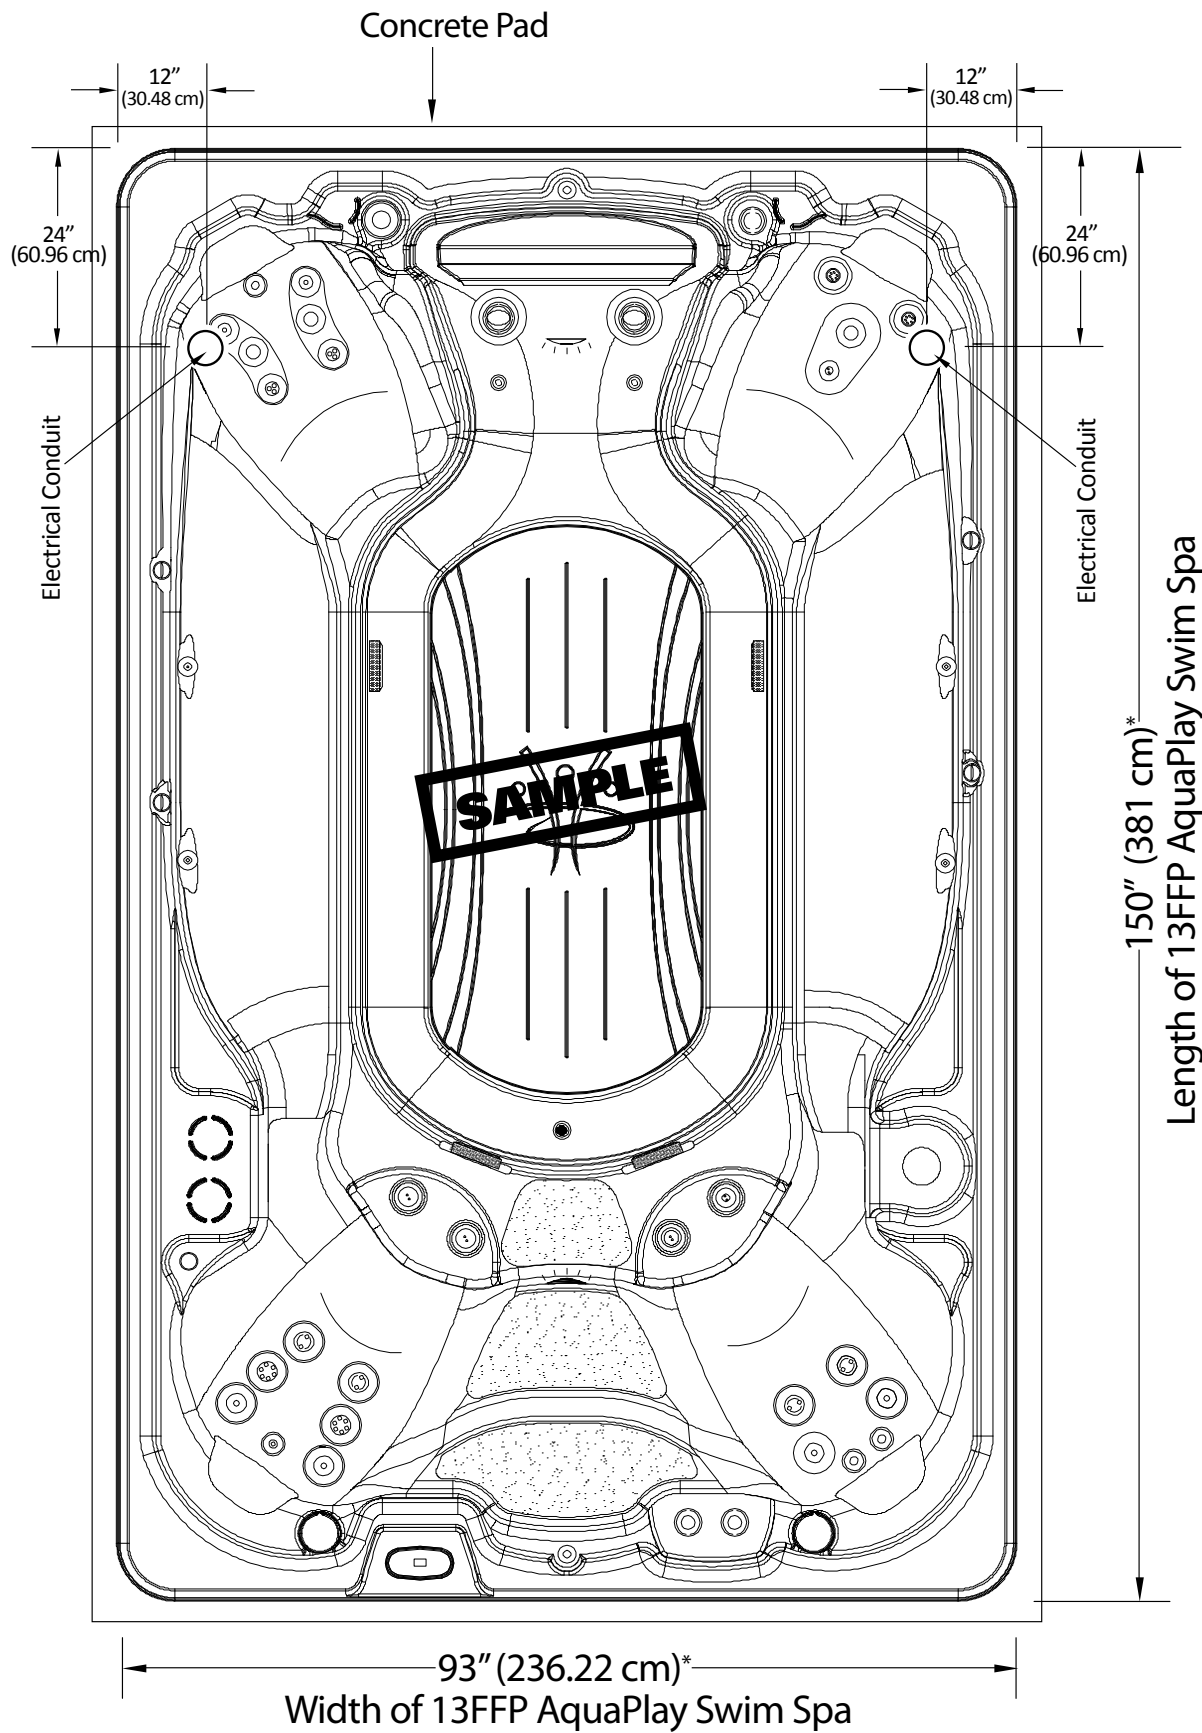 Concrete Pad
12”
(30.48 cm)
12”
(30.48 cm)
24”
(60.96 cm)
24”
(60.96 cm)
Electrical Conduit
Electrical Conduit
SAMPLE
150” (381 cm)*
Length of 13FFP AquaPlay Swim Spa
93” (236.22 cm)*
Width of 13FFP AquaPlay Swim Spa